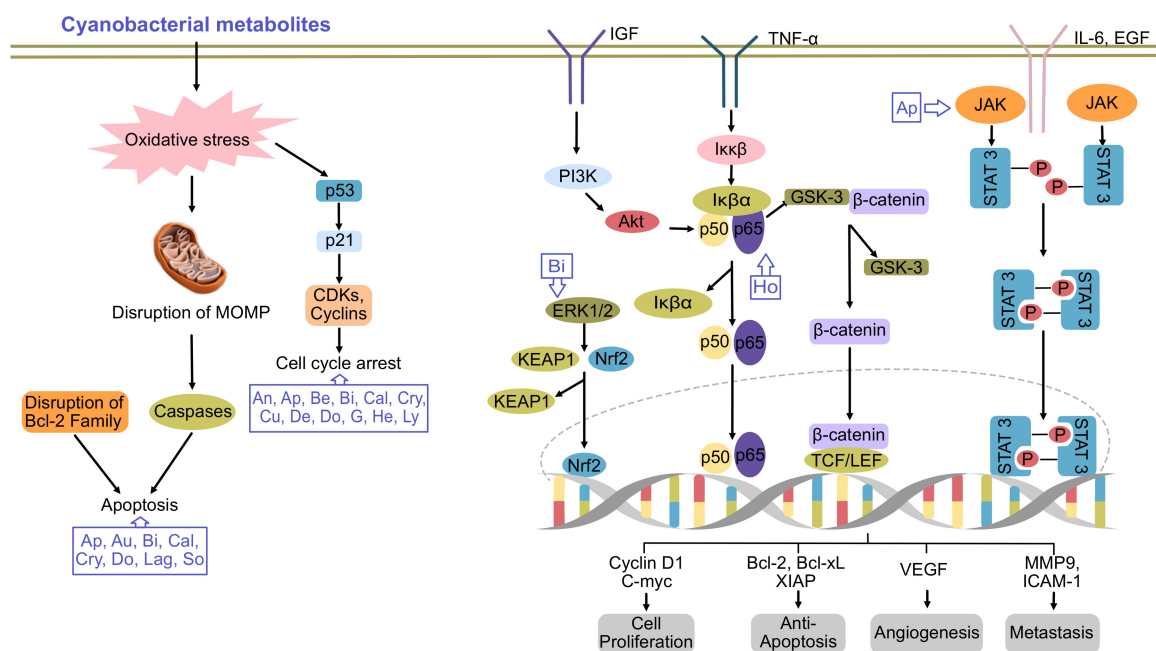 Cyanobacterial metabolites
Oxidative stress
p53
p21
CDKs,
Cyclins
Cell cycle arrest
An, Ap, Be, Bi, Cal, Cry,
Cu, De, Do, G, He, Ly
Disruption of MOMP
Disruption of
Bcl-2 Family
Caspases
Apoptosis
Ap, Au, Bi, Cal,
Cry, Do, Lag, So
IGF
PI3K
Akt
TNF-α
Iκκβ
Iκβα
p50
p65
Ho
GSK-3
β-catenin
GSK-3
Bi
ERK1/2
KEAP1
Nrf2
KEAP1
Nrf2
Iκβα
p50
p65
p50
p65
β-catenin
β-catenin
TCF/LEF
IL-6, EGF
Ap
JAK
JAK
STAT 3
P
P
STAT 3
STAT 3
P
P
STAT 3
STAT 3
P
P
STAT 3
Cyclin D1
C-myc
Bcl-2, Bcl-xL
XIAP
VEGF
MMP9,
ICAM-1
Cell
Proliferation
Anti-
Apoptosis
Angiogenesis
Metastasis